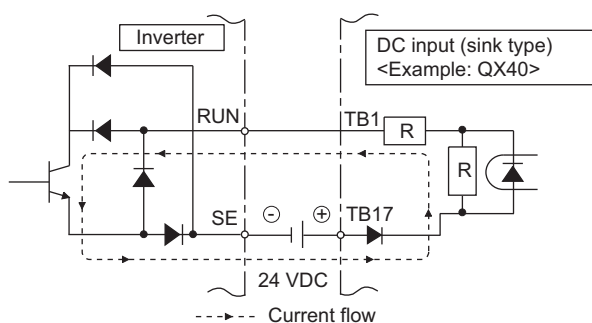 Inverter
DC input (sink type)
<Example: QX40>
RUN
TB1
R
R
SE
⊖
⊕
TB17
24 VDC
Current flow